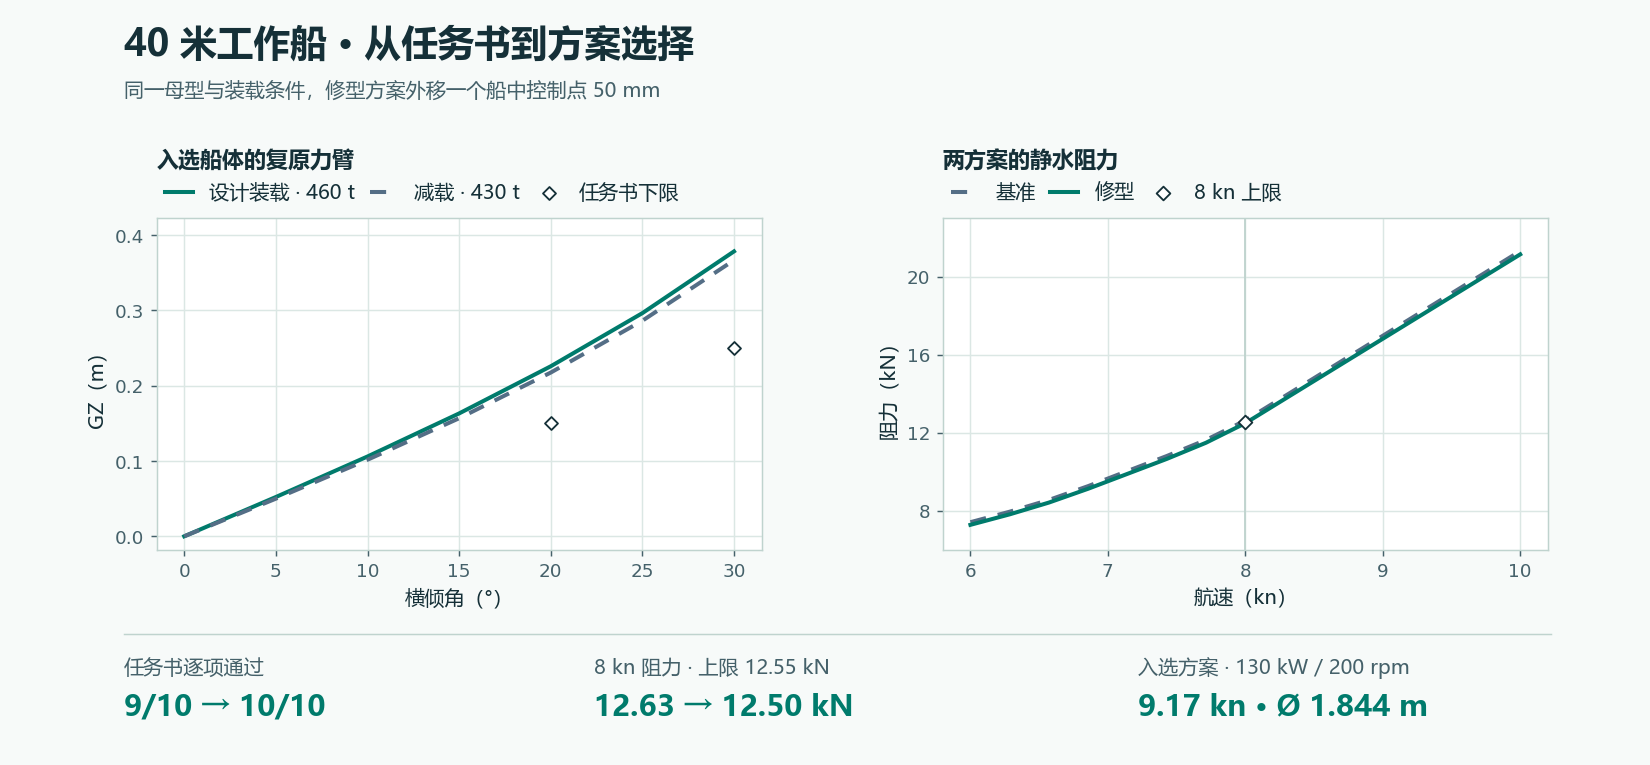 40 米工作船 • 从任务书到方案选择
同一母型与装载条件，修型方案外移一个船中控制点 50 mm
入选船体的复原力臂
设计装载 · 460 t 减载 · 430 t 任务书下限
0.4
0.3
0.2
0.1
0.0
GZ（m）
0 5 10 15 20 25 30
横倾角（°）
两方案的静水阻力
基准 修型 8 kn 上限
20
16
12
8
阻力（kN）
6 7 8 9 10
航速（kn）
任务书逐项通过
9/10 → 10/10
8 kn 阻力 · 上限 12.55 kN
12.63 → 12.50 kN
入选方案 · 130 kW / 200 rpm
9.17 kn • Ø 1.844 m